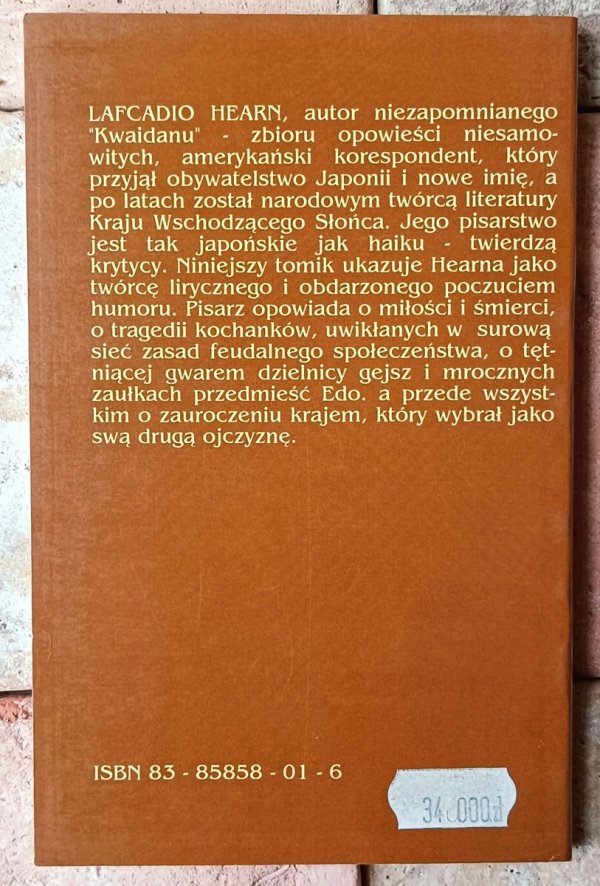 LAFCADIO HEARN, autor niezapomnianego
"Kwaidanu" - zbioru opowieści niesamo-
witych, amerykański korespondent, który
przyjął obywatelstwo Japonii i nowe imię, a
po latach został narodowym twórcą literatury
Kraju Wschodzącego Słońca. Jego pisarstwo
jest tak japońskie jak haiku - twierdzą
krytycy. Niniejszy tomik ukazuje Hearna jako
twórcę lirycznego i obdarzonego poczuciem
humoru. Pisarz opowiada o miłości i śmierci,
o tragedii kochanków, uwikłanych w surową
sieć zasad feudalnego społeczeństwa, o tęt-
niącej gwarem dzielnicy gejsz i mrocznych
zaułkach przedmieść Edo. a przede wszyst-
kim o zauroczeniu krajem, który wybrał jako
swą drugą ojczyznę.
ISBN 83 - 85858 - 01 - 6
34 000zł